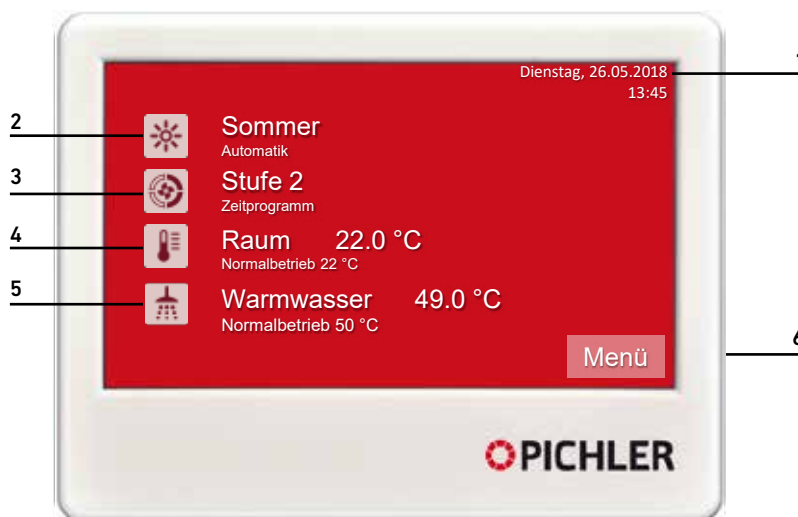 Dienstag, 26.05.2018
13:45
2
Sommer
Automatik
3
Stufe 2
Zeitprogramm
4
Raum 22.0 °C
Normalbetrieb 22 °C
5
Warmwasser 49.0 °C
Normalbetrieb 50 °C
Menü
PICHLER